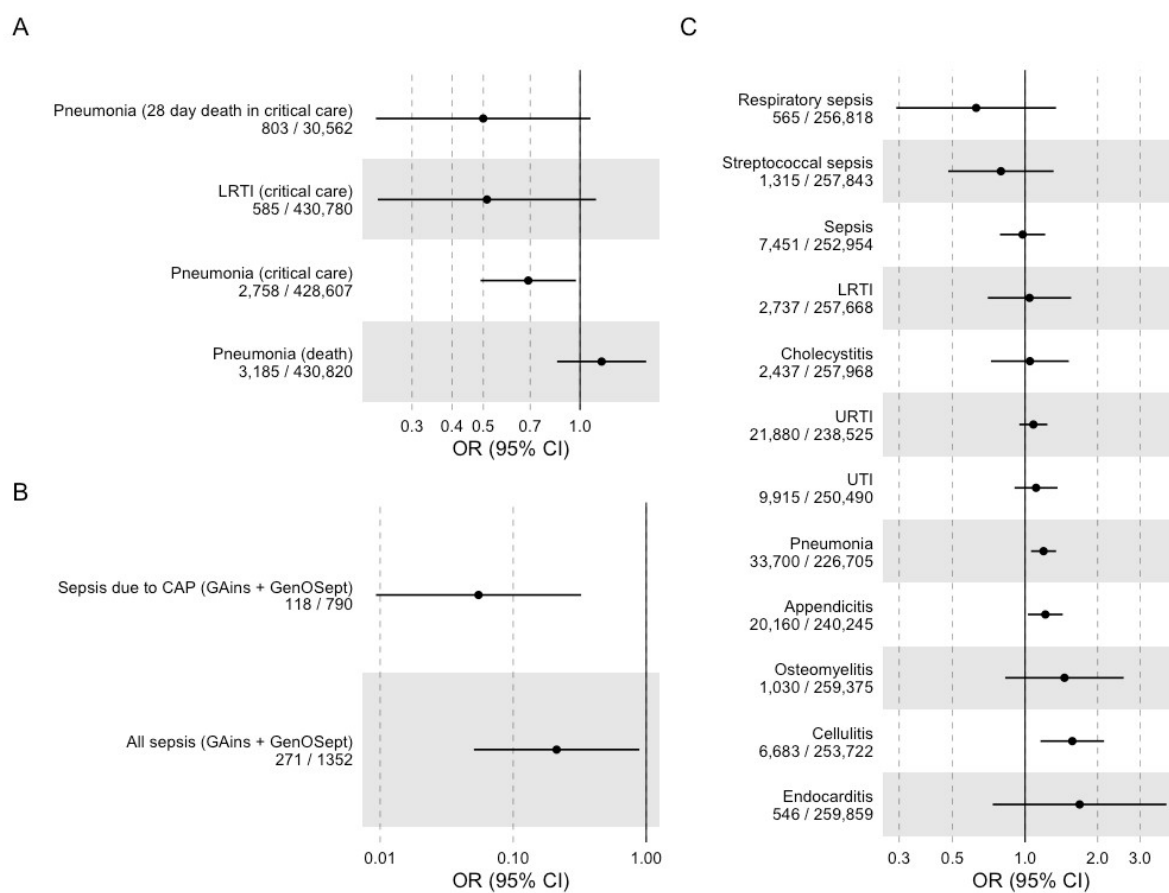 A
Pneumonia (28 day death in critical care)
803 / 30,562
LRTI (critical care)
585 / 430,780
Pneumonia (critical care)
2,758 / 428,607
Pneumonia (death)
3,185 / 430,820
0.3 0.4 0.5 0.7 1.0
OR (95% CI)
B
Sepsis due to CAP (GAins + GenOSept)
118 / 790
All sepsis (GAins + GenOSept)
271 / 1352
0.01 0.10 1.00
OR (95% CI)
C
Respiratory sepsis
565 / 256,818
Streptococcal sepsis
1,315 / 257,843
Sepsis
7,451 / 252,954
LRTI
2,737 / 257,668
Cholecystitis
2,437 / 257,968
URTI
21,880 / 238,525
UTI
9,915 / 250,490
Pneumonia
33,700 / 226,705
Appendicitis
20,160 / 240,245
Osteomyelitis
1,030 / 259,375
Cellulitis
6,683 / 253,722
Endocarditis
546 / 259,859
0.3 0.5 1.0 2.0 3.0
OR (95% CI)